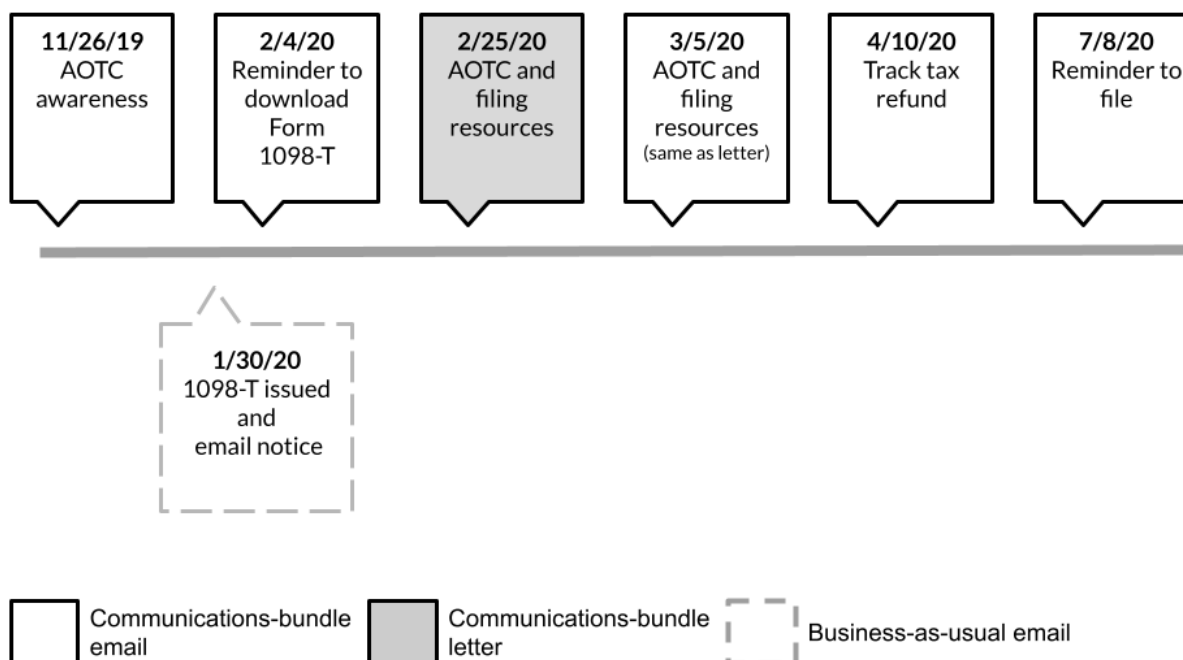 11/26/19
AOTC
awareness
2/4/20
Reminder to
download
Form
1098-T
2/25/20
AOTC and
filing
resources
3/5/20
AOTC and
filing
resources
(same as letter)
4/10/20
Track tax
refund
7/8/20
Reminder to
file
1/30/20
1098-T issued
and
email notice
Communications-bundle
email
Communications-bundle
letter
Business-as-usual email